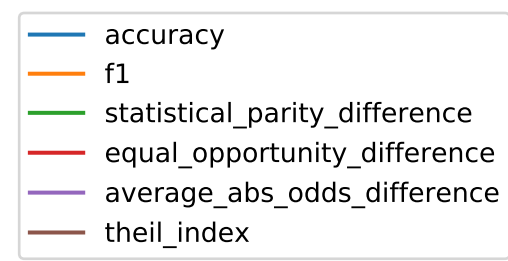 accuracy
f1
statistical_parity_difference
equal_opportunity_difference
average_abs_odds_difference
theil_index